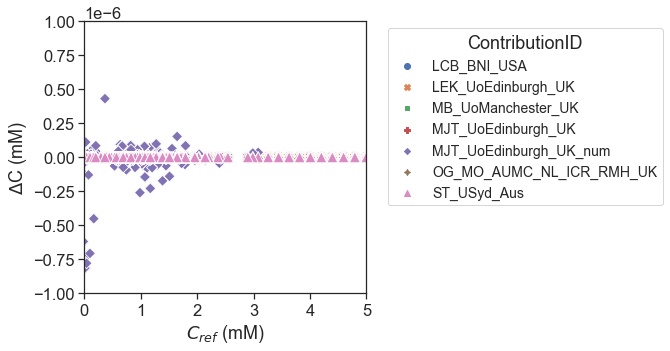 1e−6
1.00
0.75
0.50
0.25
0.00
−0.25
−0.50
−0.75
−1.00
ΔC (mM)
0 1 2 3 4 5
C_ref (mM)
ContributionID
LCB_BNI_USA
LEK_UoEdinburgh_UK
MB_UoManchester_UK
MJT_UoEdinburgh_UK
MJT_UoEdinburgh_UK_num
OG_MO_AUMC_NL_ICR_RMH_UK
ST_USyd_Aus